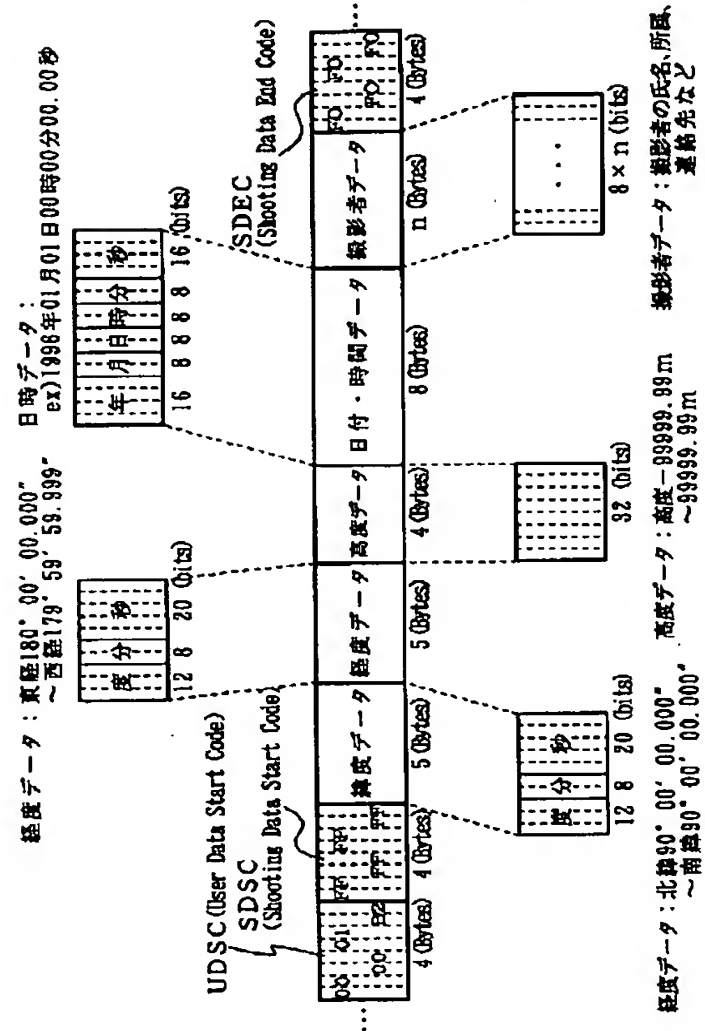 経度データ：東経180° 00′ 00.000″
～西経179° 59′ 59.999″
日時データ：
ex)1996年01月01日00時00分00.00秒
度 分 秒
12 8 20 (bits)
年 月 日 時 分 秒
16 8 8 8 8 16 (bits)
UDSC(User Data Start Code)
SDSC
(Shooting Data Start Code)
SDEC
(Shooting Data End Code)
… 00 00 01 B2 FF FF FF FF 緯度データ 経度データ 高度データ 日付・時間データ 撮影者データ F0 F0 F0 F0 …
4(Bytes) 4(Bytes) 5(Bytes) 5(Bytes) 4(Bytes) 8(Bytes) n(Bytes) 4(Bytes)
度 分 秒
12 8 20 (bits)
32 (bits)
…
8×n(bits)
経度データ：北緯90° 00′ 00.000″
～南緯90° 00′ 00.000″
高度データ：高度－99999.99m
～99999.99m
撮影者データ：撮影者の氏名、所属、
連絡先など